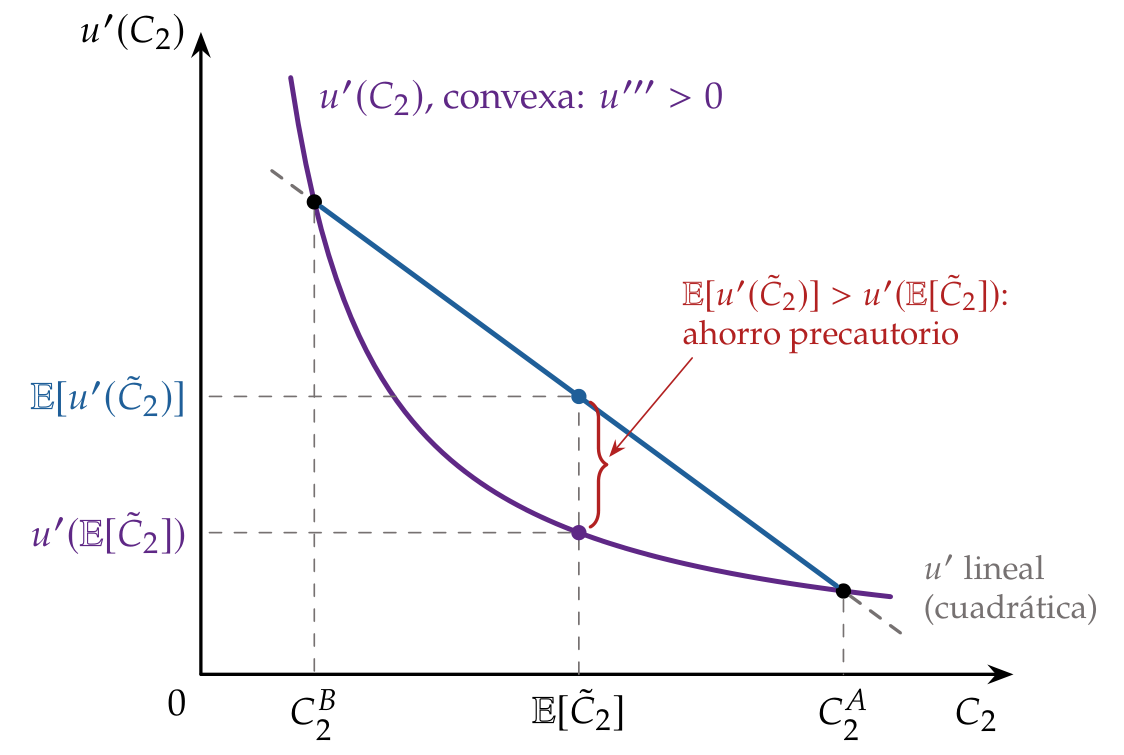 u′(C₂)
u′(C₂), convexa: u′′′ > 0
𝔼[u′(C̃₂)] > u′(𝔼[C̃₂]):
ahorro precautorio
𝔼[u′(C̃₂)]
u′(𝔼[C̃₂])
u′ lineal
(cuadrática)
0
C₂ᴮ
𝔼[C̃₂]
C₂ᴬ
C₂